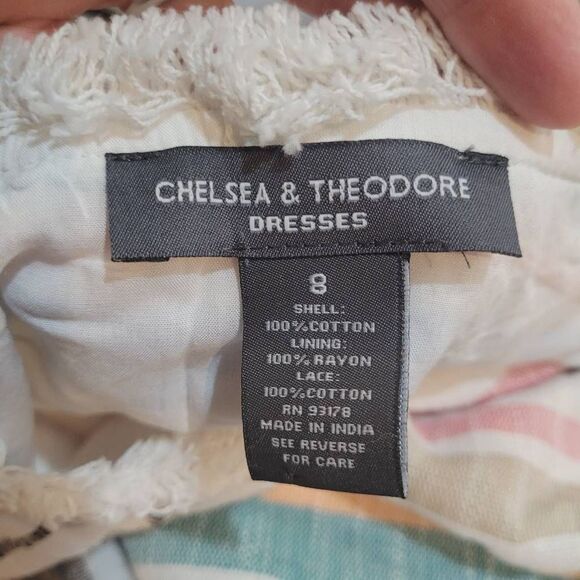 CHELSEA & THEODORE
DRESSES
8
SHELL:
100%COTTON
LINING:
100% RAYON
LACE:
100%COTTON
RN 93178
MADE IN INDIA
SEE REVERSE
FOR CARE